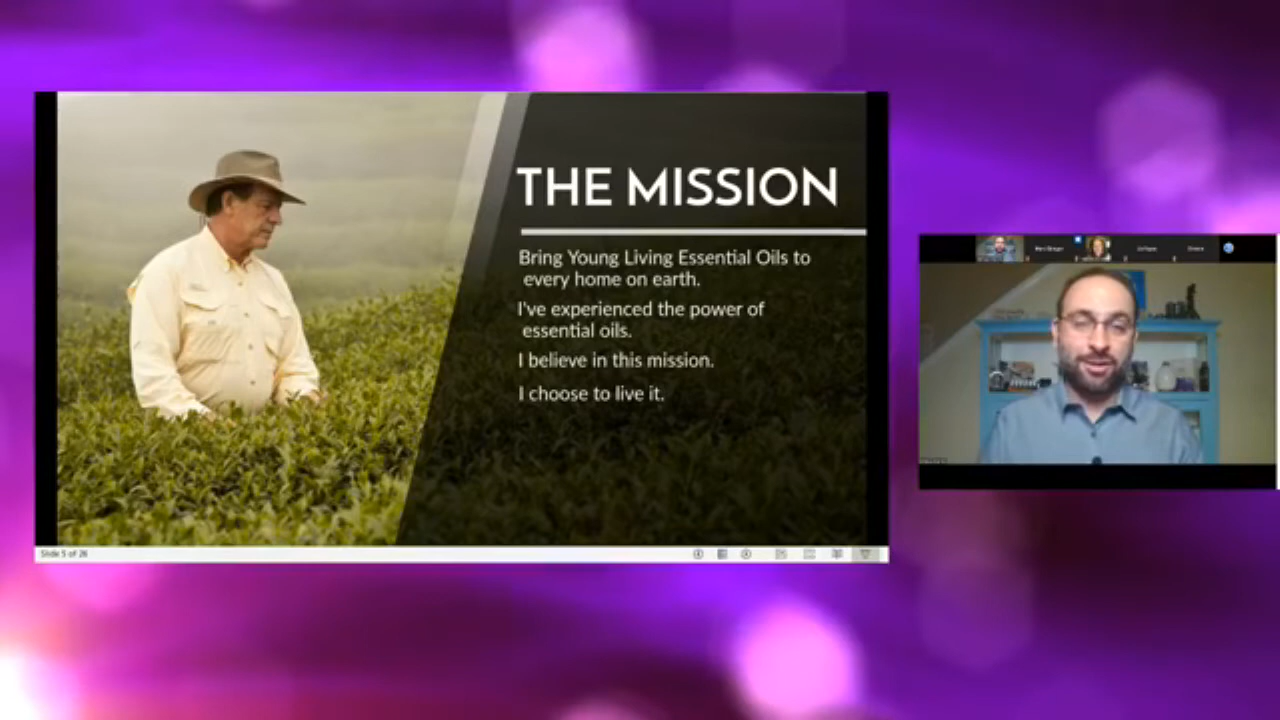 THE MISSION
Bring Young Living Essential Oils to
every home on earth.
I've experienced the power of
essential oils.
I believe in this mission.
I choose to live it.
Slide 5 of 26